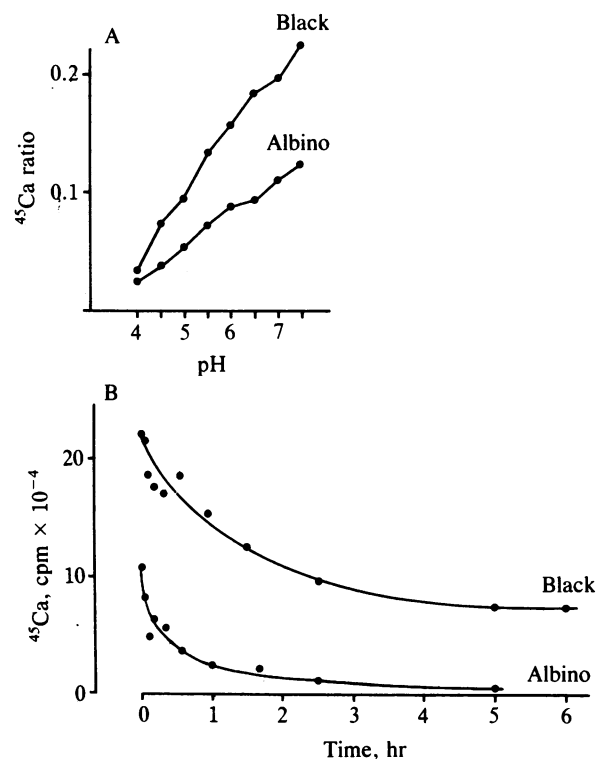 A
Black
0.2
Albino
⁴⁵Ca ratio
0.1
4 5 6 7
pH
B
20
⁴⁵Ca, cpm × 10⁻⁴
10
Black
Albino
0
0 1 2 3 4 5 6
Time, hr